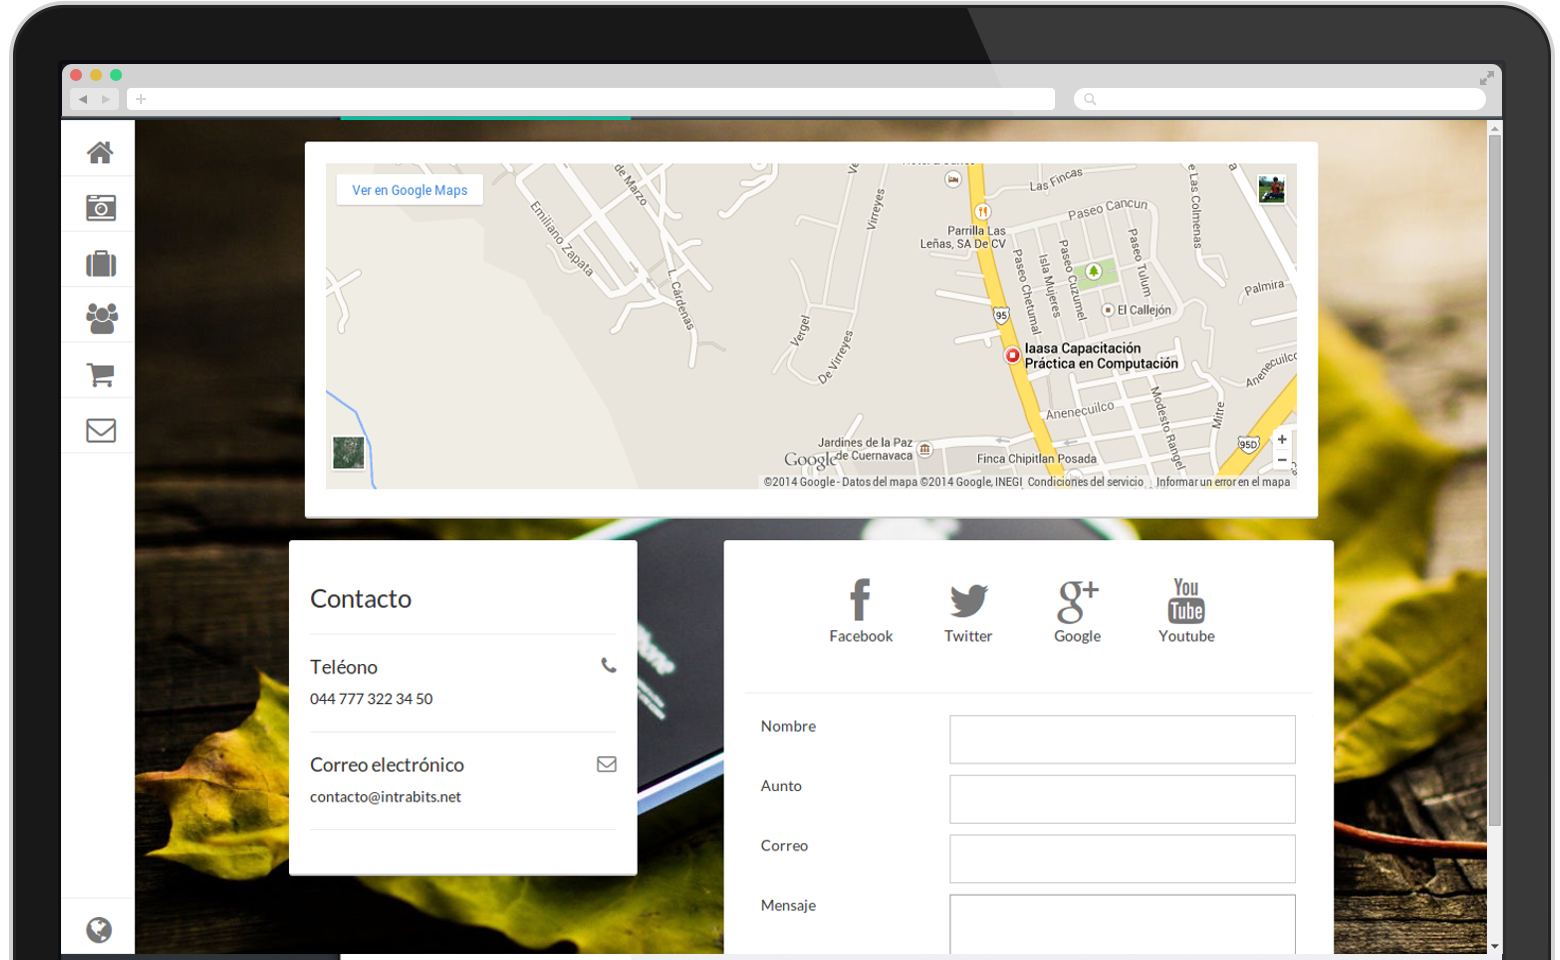 Ver en Google Maps
de Marzo
Emiliano Zapata
L. Cárdenas
Virreyes
Vergel
De Virreyes
Las Fincas
Paseo Cancun
Parrilla Las
Leñas, SA De CV
Paseo Chetumal
Isla Mujeres
Paseo Cuzumel
Paseo Tulum
e Las Colmenas
Palmira
El Callejón
95
Iaasa Capacitación
Práctica en Computación
Anenecuilco
Anenecuilco
Modesto Rangel
Mitre
95D
Jardines de la Paz
de Cuernavaca
Google
Finca Chipitlan Posada
©2014 Google - Datos del mapa ©2014 Google, INEGI Condiciones del servicio Informar un error en el mapa
Contacto
Teléono
044 777 322 34 50
Correo electrónico
contacto@intrabits.net
You
Tube
Facebook
Twitter
Google
Youtube
Nombre
Aunto
Correo
Mensaje